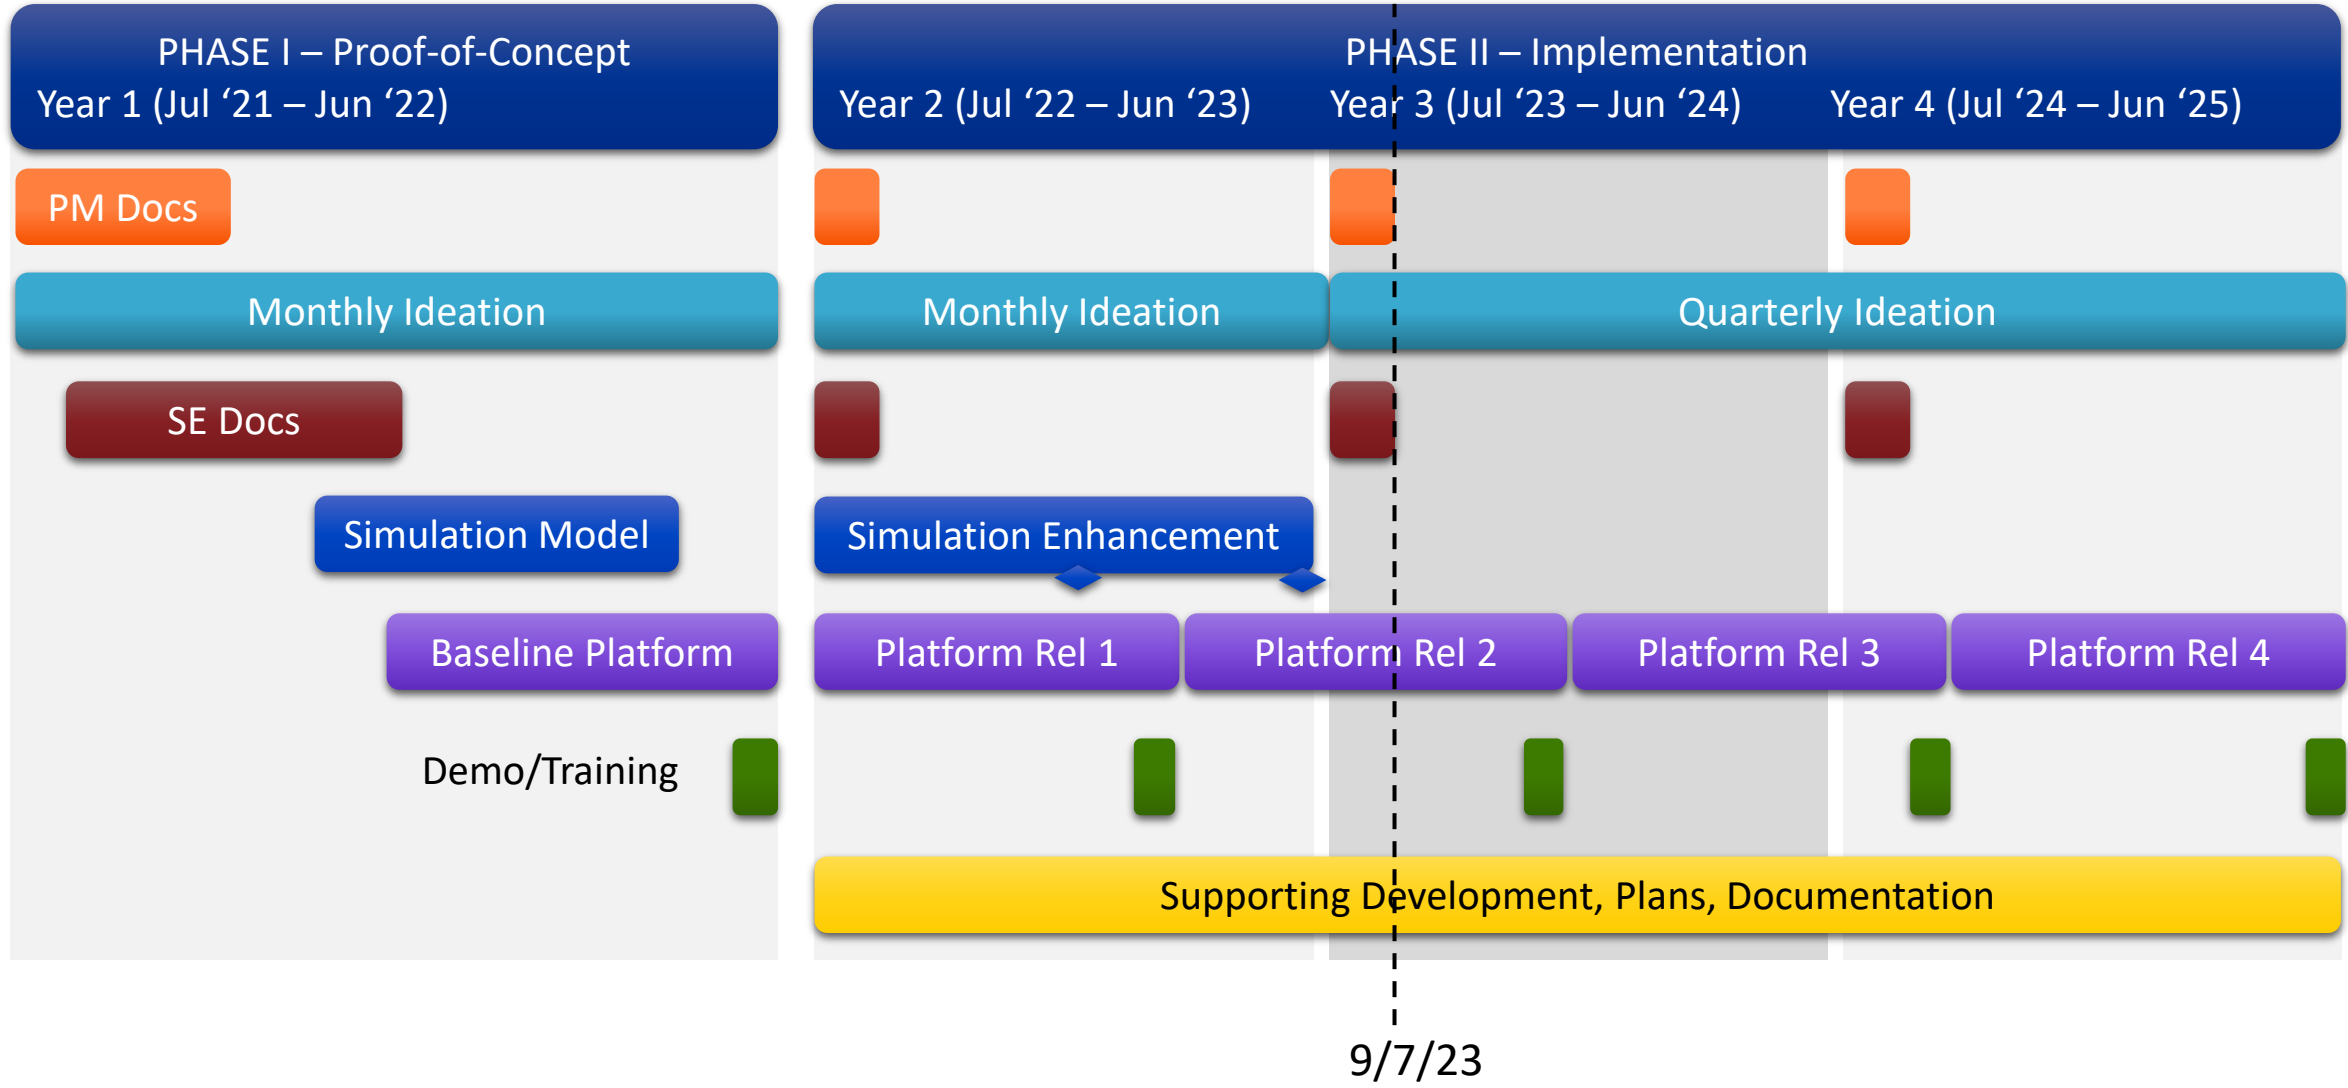 PHASE I – Proof-of-Concept
Year 1 (Jul ‘21 – Jun ‘22)
PHASE II – Implementation
Year 2 (Jul ‘22 – Jun ‘23)
Year 3 (Jul ‘23 – Jun ‘24)
Year 4 (Jul ‘24 – Jun ‘25)
PM Docs
Monthly Ideation
Monthly Ideation
Quarterly Ideation
SE Docs
Simulation Model
Simulation Enhancement
Baseline Platform
Platform Rel 1
Platform Rel 2
Platform Rel 3
Platform Rel 4
Demo/Training
Supporting Development, Plans, Documentation
9/7/23